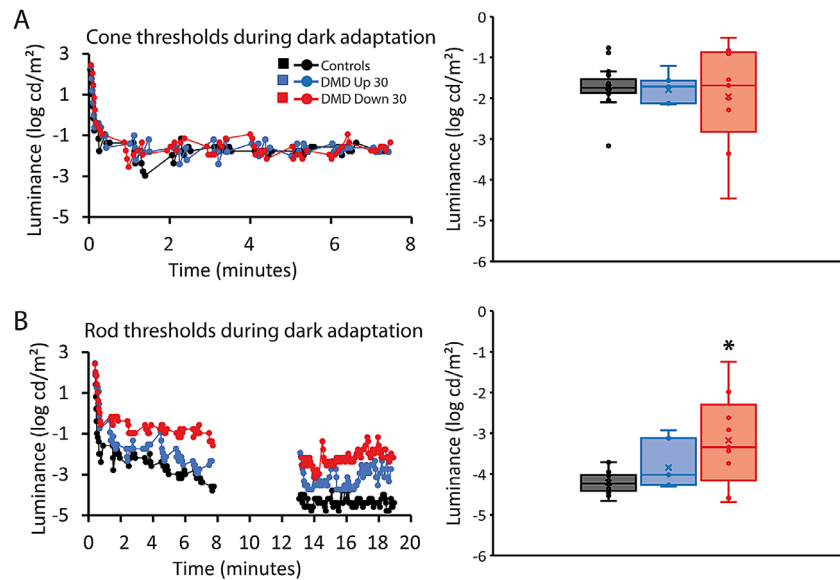 A
Cone thresholds during dark adaptation
Controls
DMD Up 30
DMD Down 30
Luminance (log cd/m²)
3
1
-1
-3
-5
0 2 4 6 8
Time (minutes)
Luminance (log cd/m²)
-0
-1
-2
-3
-4
-5
-6
B
Rod thresholds during dark adaptation
Luminance (log cd/m²)
3
1
-1
-3
-5
0 2 4 6 8 10 12 14 16 18 20
Time (minutes)
Luminance (log cd/m²)
0
-1
-2
-3
-4
-5
-6
*